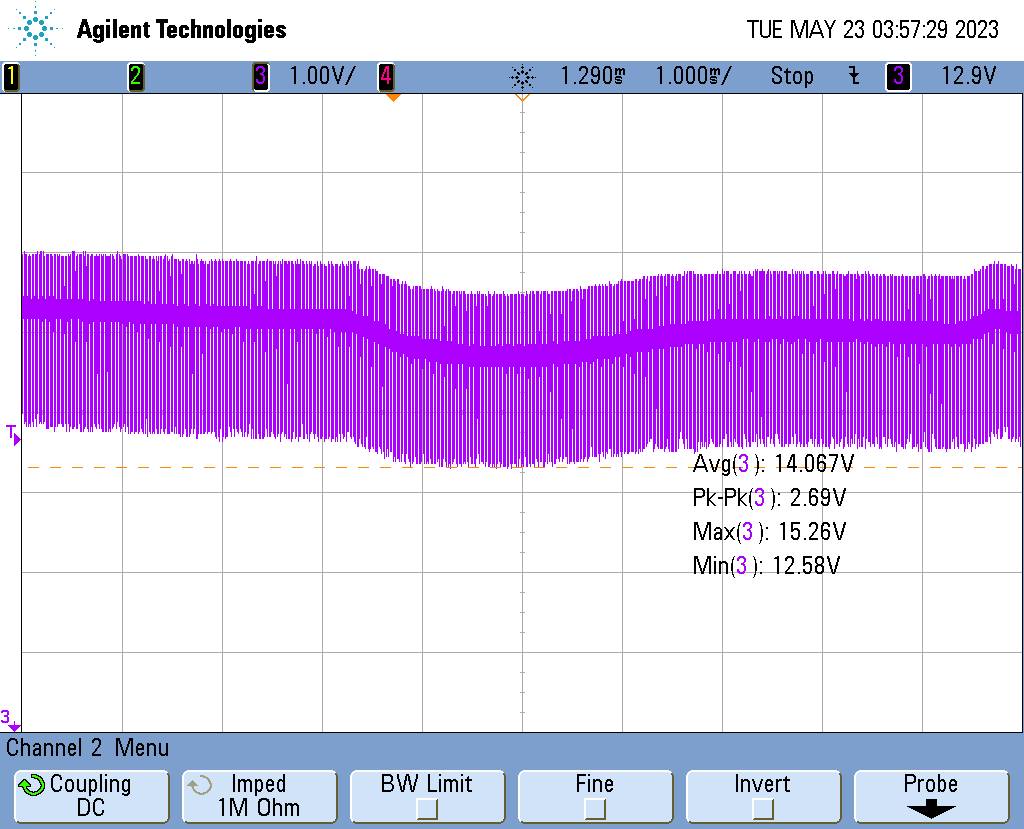 Agilent Technologies TUE MAY 23 03:57:29 2023
1 2 3 1.00V/ 4 1.290ms 1.000ms/ Stop 3 12.9V
T
Avg(3): 14.067V
Pk-Pk(3): 2.69V
Max(3): 15.26V
Min(3): 12.58V
3
Channel 2 Menu
Coupling Imped BW Limit Fine Invert Probe
DC 1M Ohm